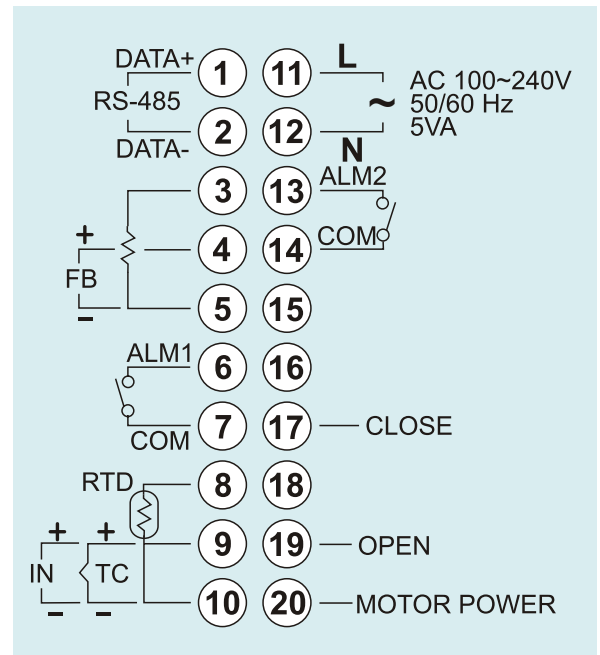 DATA+ 1 11 L
RS-485
AC 100~240V
50/60 Hz
5VA
~
DATA- 2 12 N
3 13 ALM2
+ 4 14 COM
FB
- 5 15
ALM1 6 16
COM 7 17 CLOSE
RTD 8 18
+ + 9 19 OPEN
IN TC
- - 10 20 MOTOR POWER